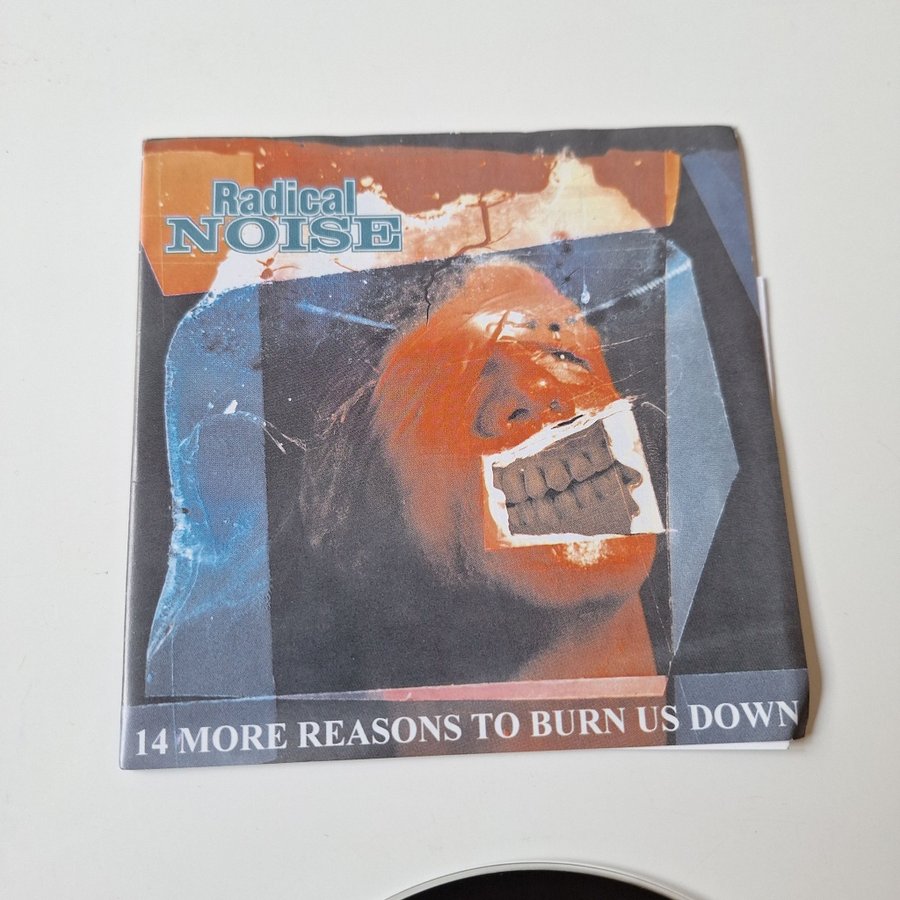 Radical
NOISE
14 MORE REASONS TO BURN US DOWN